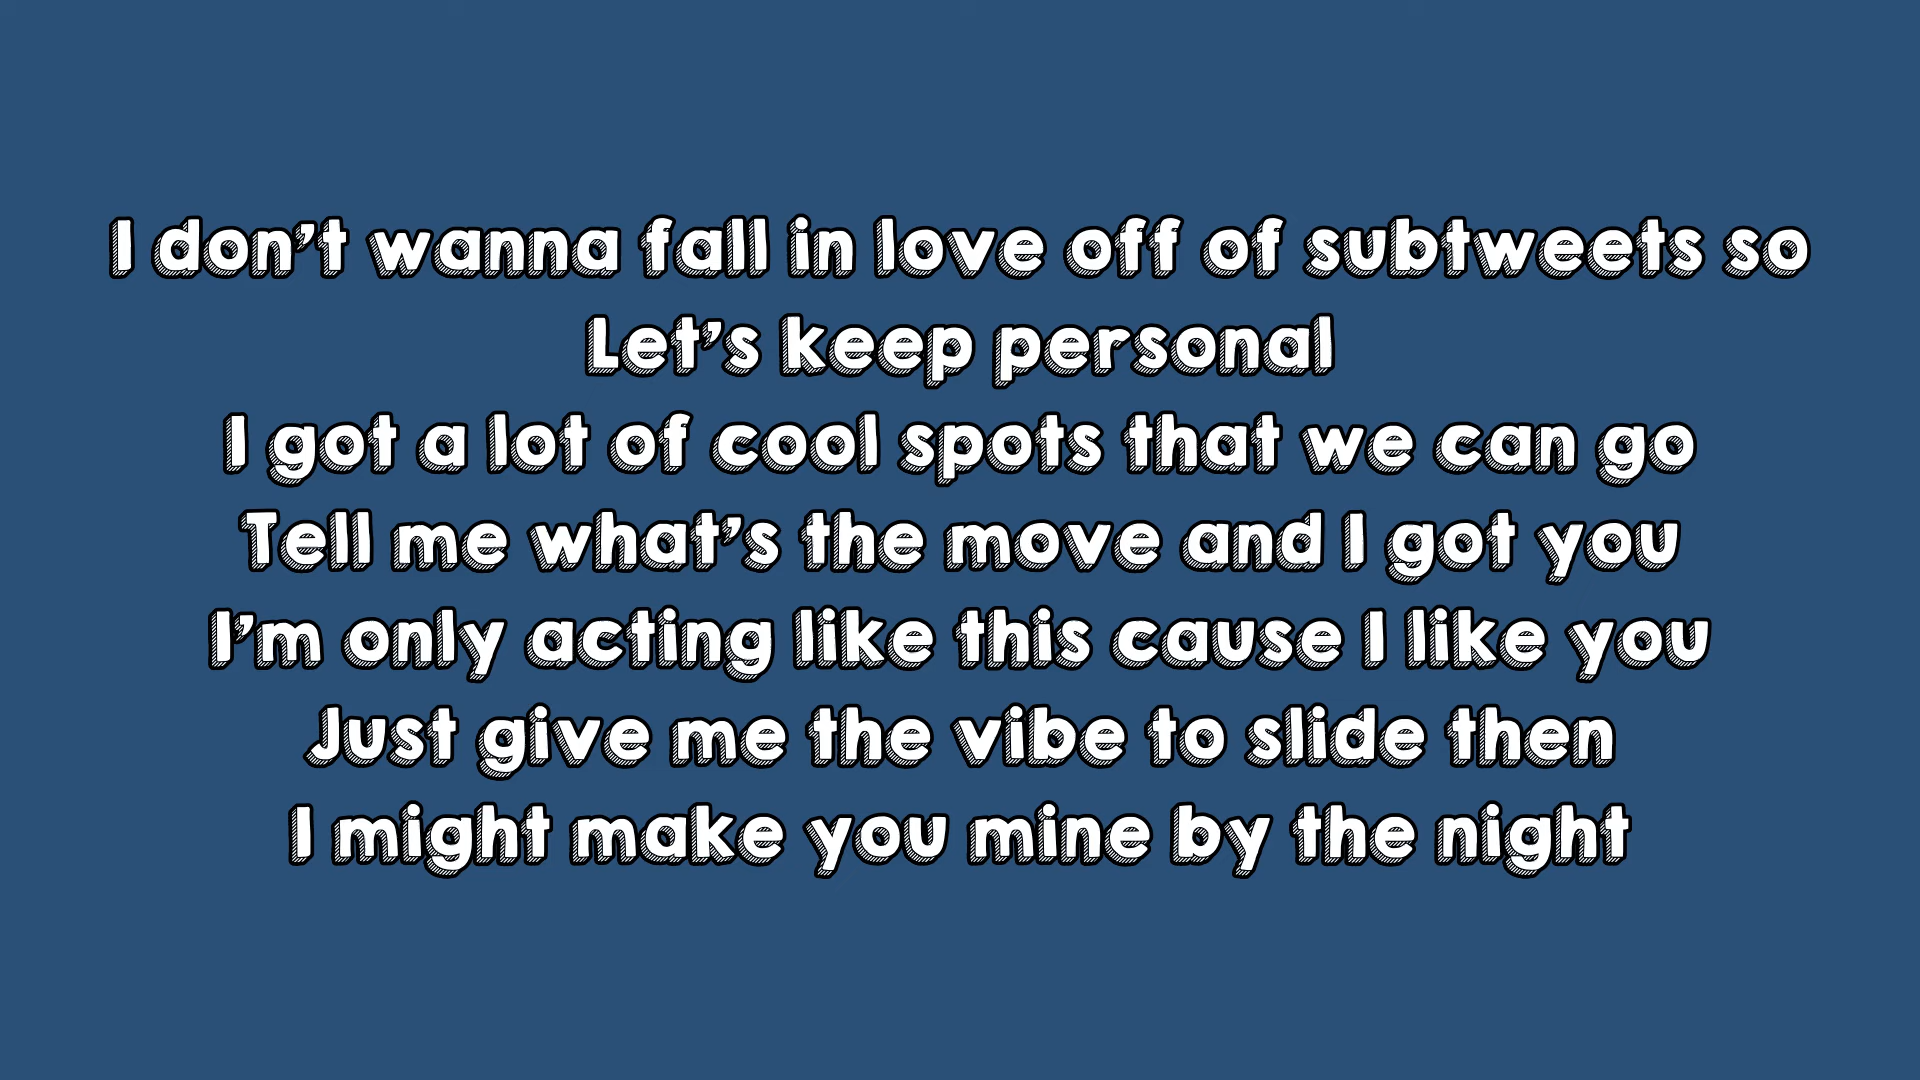 I don't wanna fall in love off of subtweets so
Let's keep personal
I got a lot of cool spots that we can go
Tell me what's the move and I got you
I'm only acting like this cause I like you
Just give me the vibe to slide then
I might make you mine by the night